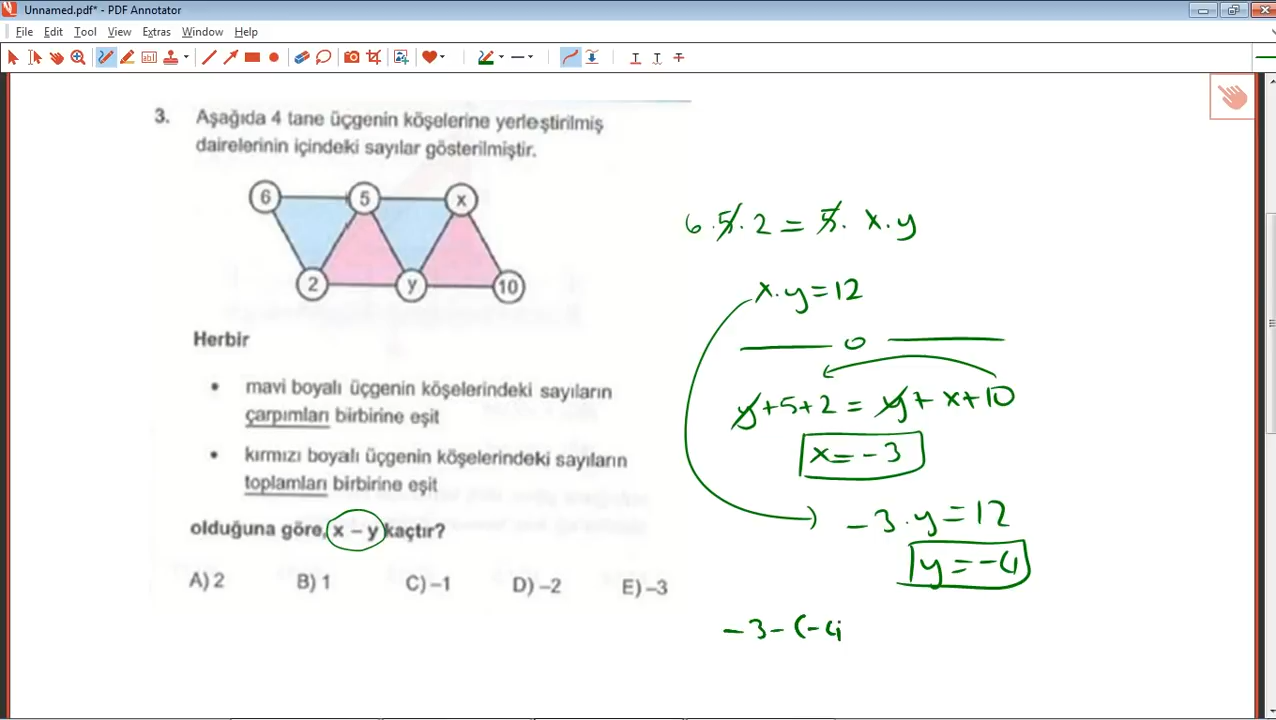 Unnamed.pdf* - PDF Annotator
File Edit Tool View Extras Window Help
3. Aşağıda 4 tane üçgenin köşelerine yerleştirilmiş
dairelerinin içindeki sayılar gösterilmiştir.
6 5 x
2 y 10
Herbir
• mavi boyalı üçgenin köşelerindeki sayıların
çarpımları birbirine eşit
• kırmızı boyalı üçgenin köşelerindeki sayıların
toplamları birbirine eşit
olduğuna göre, x – y kaçtır?
A) 2 B) 1 C) –1 D) –2 E) –3
6.5.2 = 5.x.y
x.y=12
0
y+5+2 = y+x+10
x=-3
-3.y=12
y=-4
-3-(-4